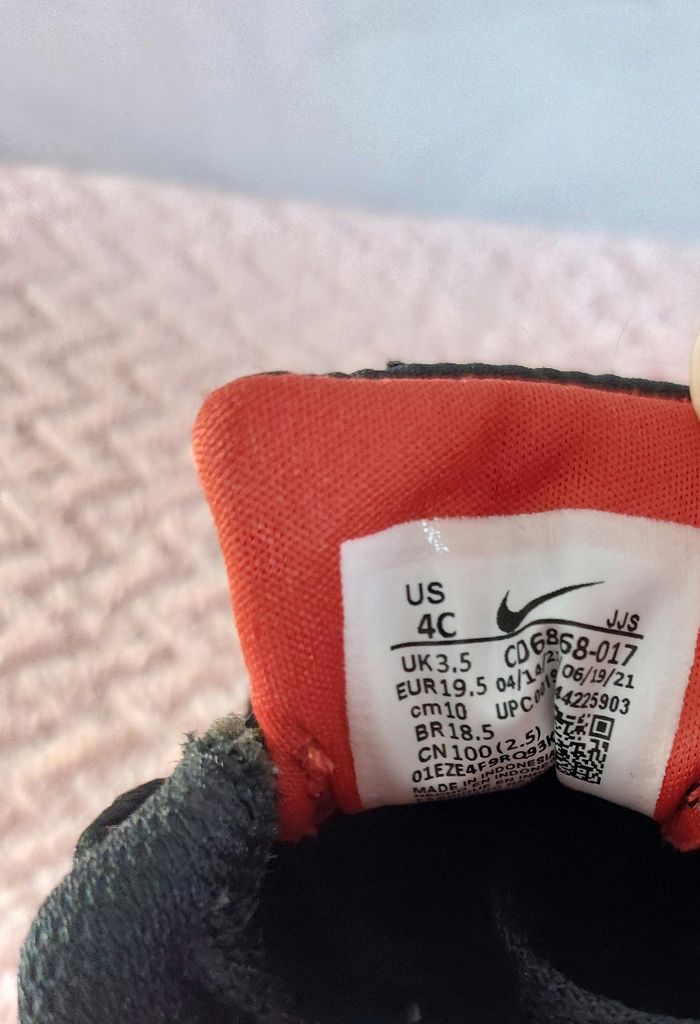 US
4C
JJS
UK3.5 CD6868-017
EUR19.5 06/19/21
cm10 UPC
BR18.5
CN100(2.5)
MADE IN INDONESIA